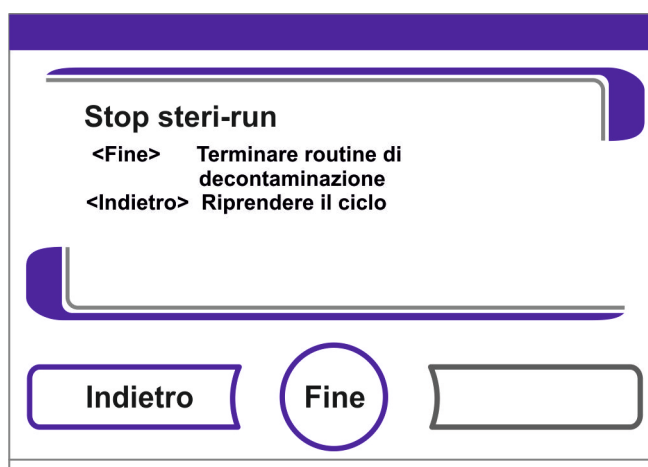 Stop steri-run
<Fine> Terminare routine di
decontaminazione
<Indietro> Riprendere il ciclo
Indietro Fine